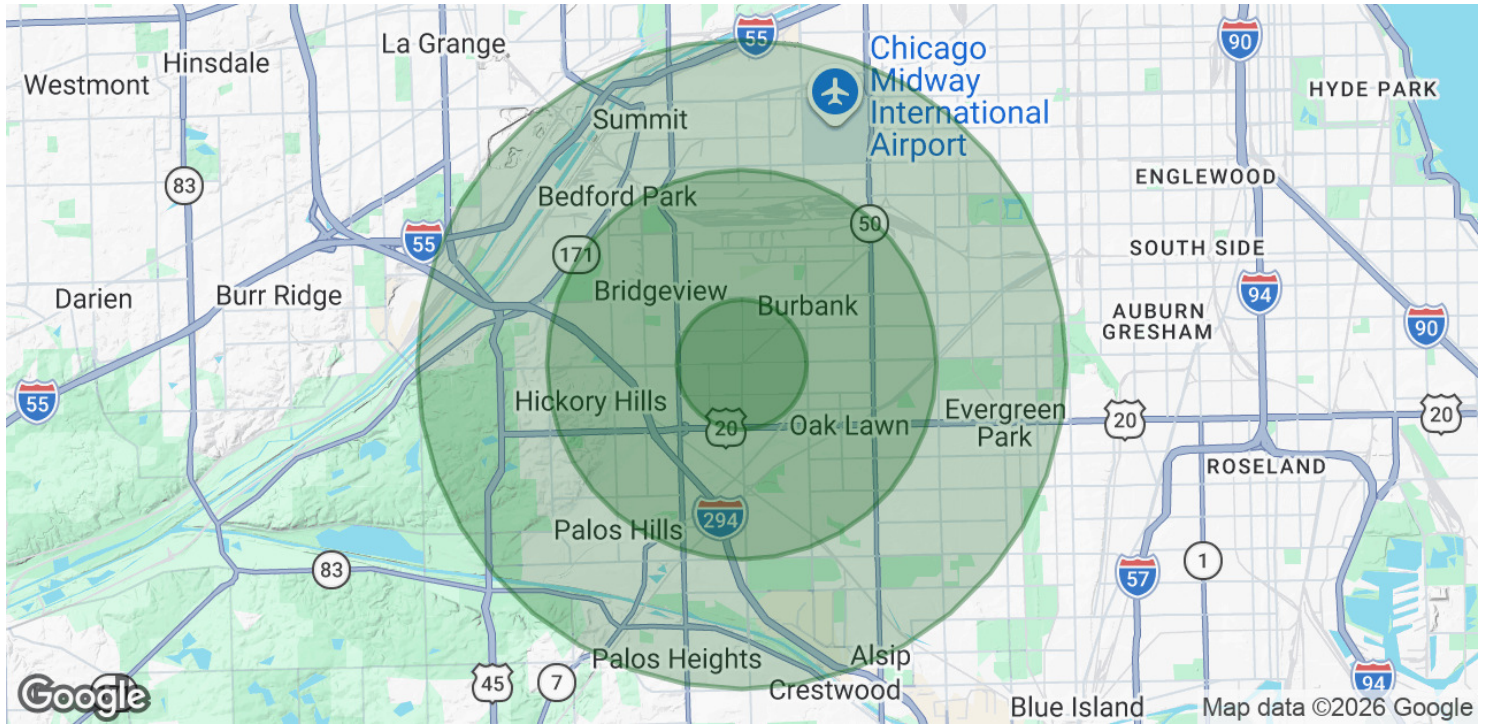 La Grange
55
Chicago
Midway
International
Airport
90
Hinsdale
Westmont
HYDE PARK
Summit
83
ENGLEWOOD
Bedford Park
50
55
171
SOUTH SIDE
Darien
Burr Ridge
Bridgeview
Burbank
94
AUBURN
GRESHAM
90
55
Hickory Hills
20
Oak Lawn
Evergreen
Park
20
20
ROSELAND
Palos Hills
294
83
57
1
Palos Heights
Alsip
Crestwood
45
7
94
Google
Blue Island
Map data ©2026 Google